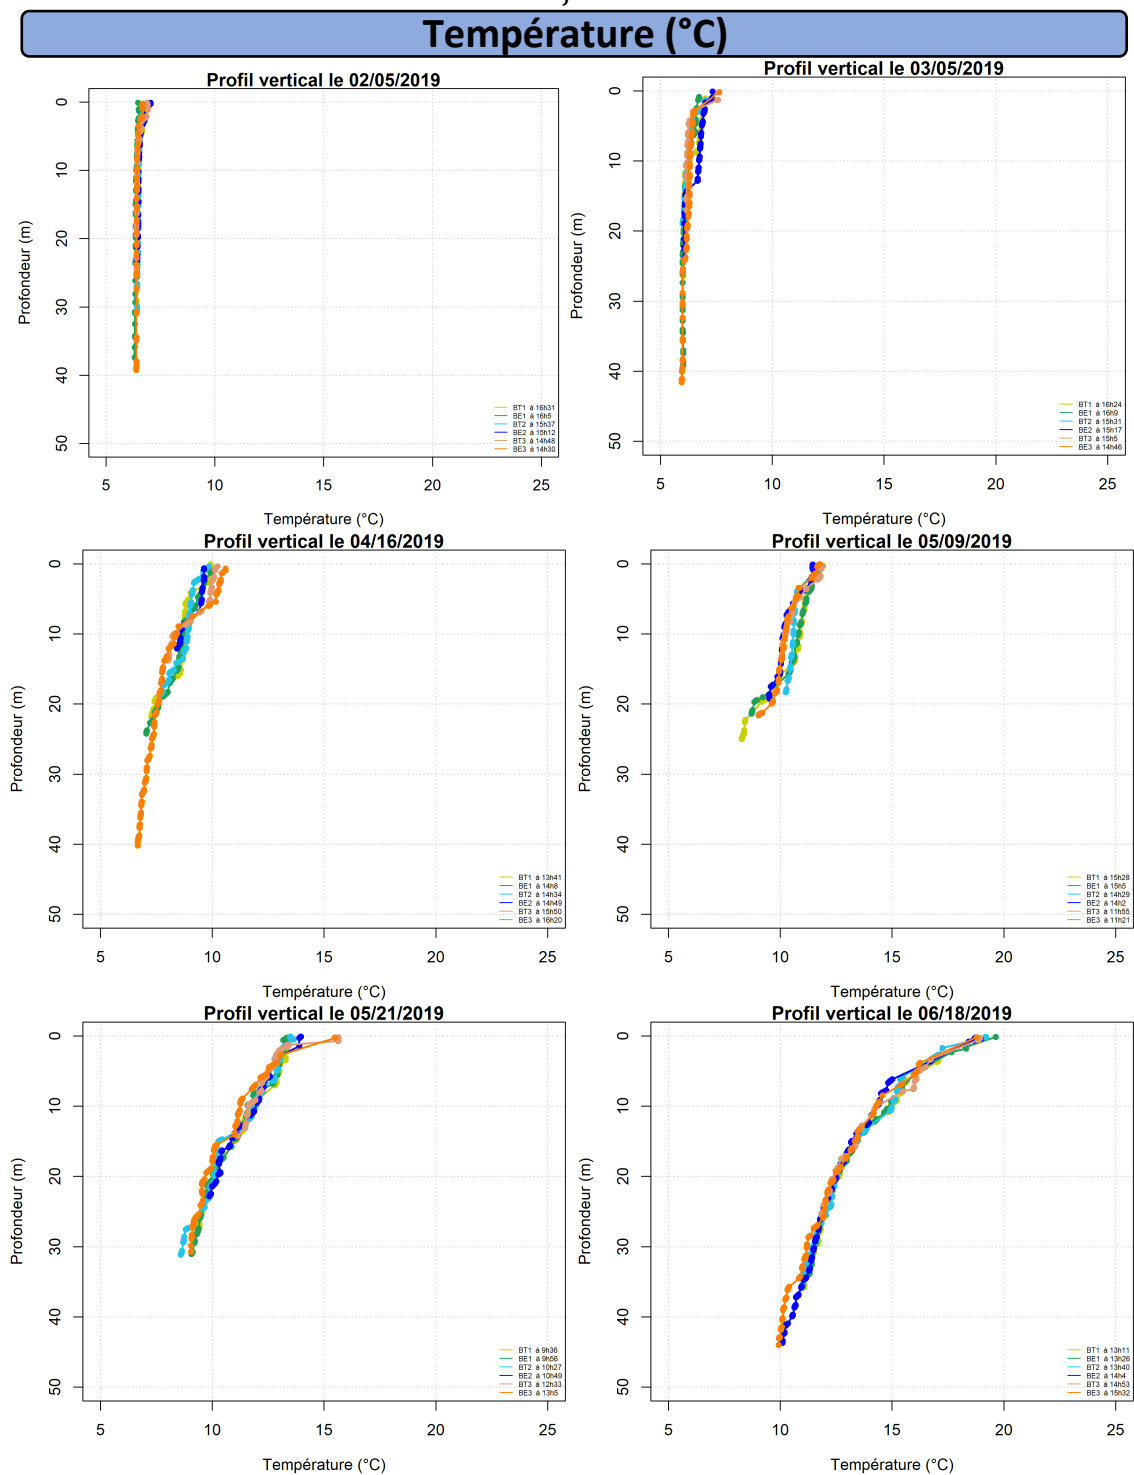 Température (°C)
Profil vertical le 02/05/2019
0
10
20
30
40
50
Profondeur (m)
BT1 à 16h31
BE1 à 16h5
BT2 à 15h37
BE2 à 15h12
BT3 à 14h48
BE3 à 14h30
5 10 15 20 25
Température (°C)
Profil vertical le 03/05/2019
0
10
20
30
40
50
Profondeur (m)
BT1 à 16h24
BE1 à 16h9
BT2 à 15h31
BE2 à 15h17
BT3 à 15h5
BE3 à 14h46
5 10 15 20 25
Température (°C)
Profil vertical le 04/16/2019
0
10
20
30
40
50
Profondeur (m)
BT1 à 13h41
BE1 à 14h8
BT2 à 14h34
BE2 à 14h49
BT3 à 15h50
BE3 à 16h20
5 10 15 20 25
Température (°C)
Profil vertical le 05/09/2019
0
10
20
30
40
50
Profondeur (m)
BT1 à 15h28
BE1 à 15h5
BT2 à 14h29
BE2 à 14h2
BT3 à 11h55
BE3 à 11h21
5 10 15 20 25
Température (°C)
Profil vertical le 05/21/2019
0
10
20
30
40
50
Profondeur (m)
BT1 à 9h36
BE1 à 9h56
BT2 à 10h27
BE2 à 10h49
BT3 à 12h33
BE3 à 13h5
5 10 15 20 25
Température (°C)
Profil vertical le 06/18/2019
0
10
20
30
40
50
Profondeur (m)
BT1 à 13h11
BE1 à 13h26
BT2 à 13h40
BE2 à 14h4
BT3 à 14h53
BE3 à 15h32
5 10 15 20 25
Température (°C)